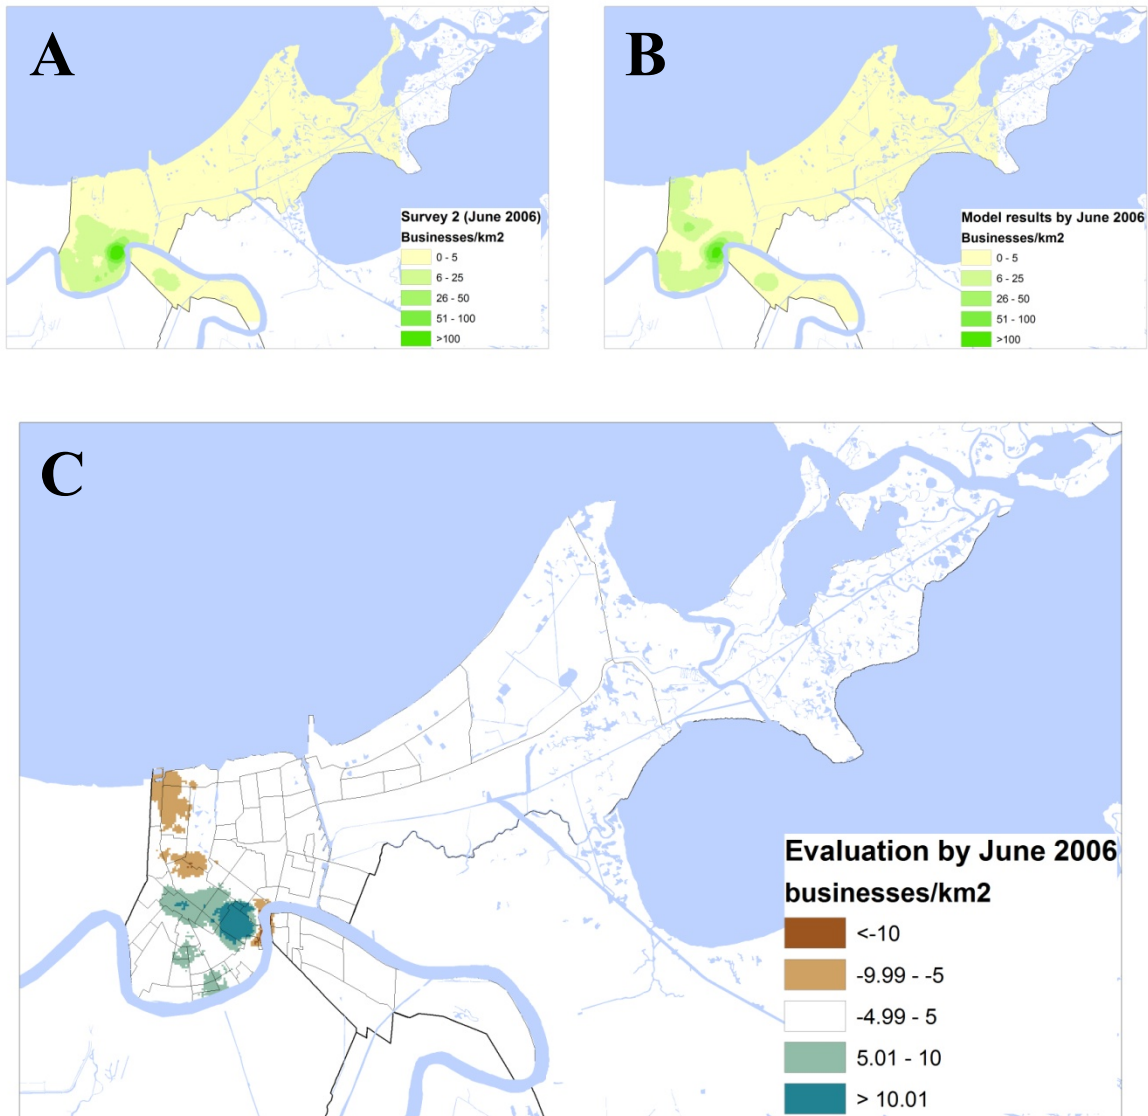 A
Survey 2 (June 2006)
Businesses/km2
0 - 5
6 - 25
26 - 50
51 - 100
>100
B
Model results by June 2006
Businesses/km2
0 - 5
6 - 25
26 - 50
51 - 100
>100
C
Evaluation by June 2006
businesses/km2
<-10
-9.99 - -5
-4.99 - 5
5.01 - 10
> 10.01